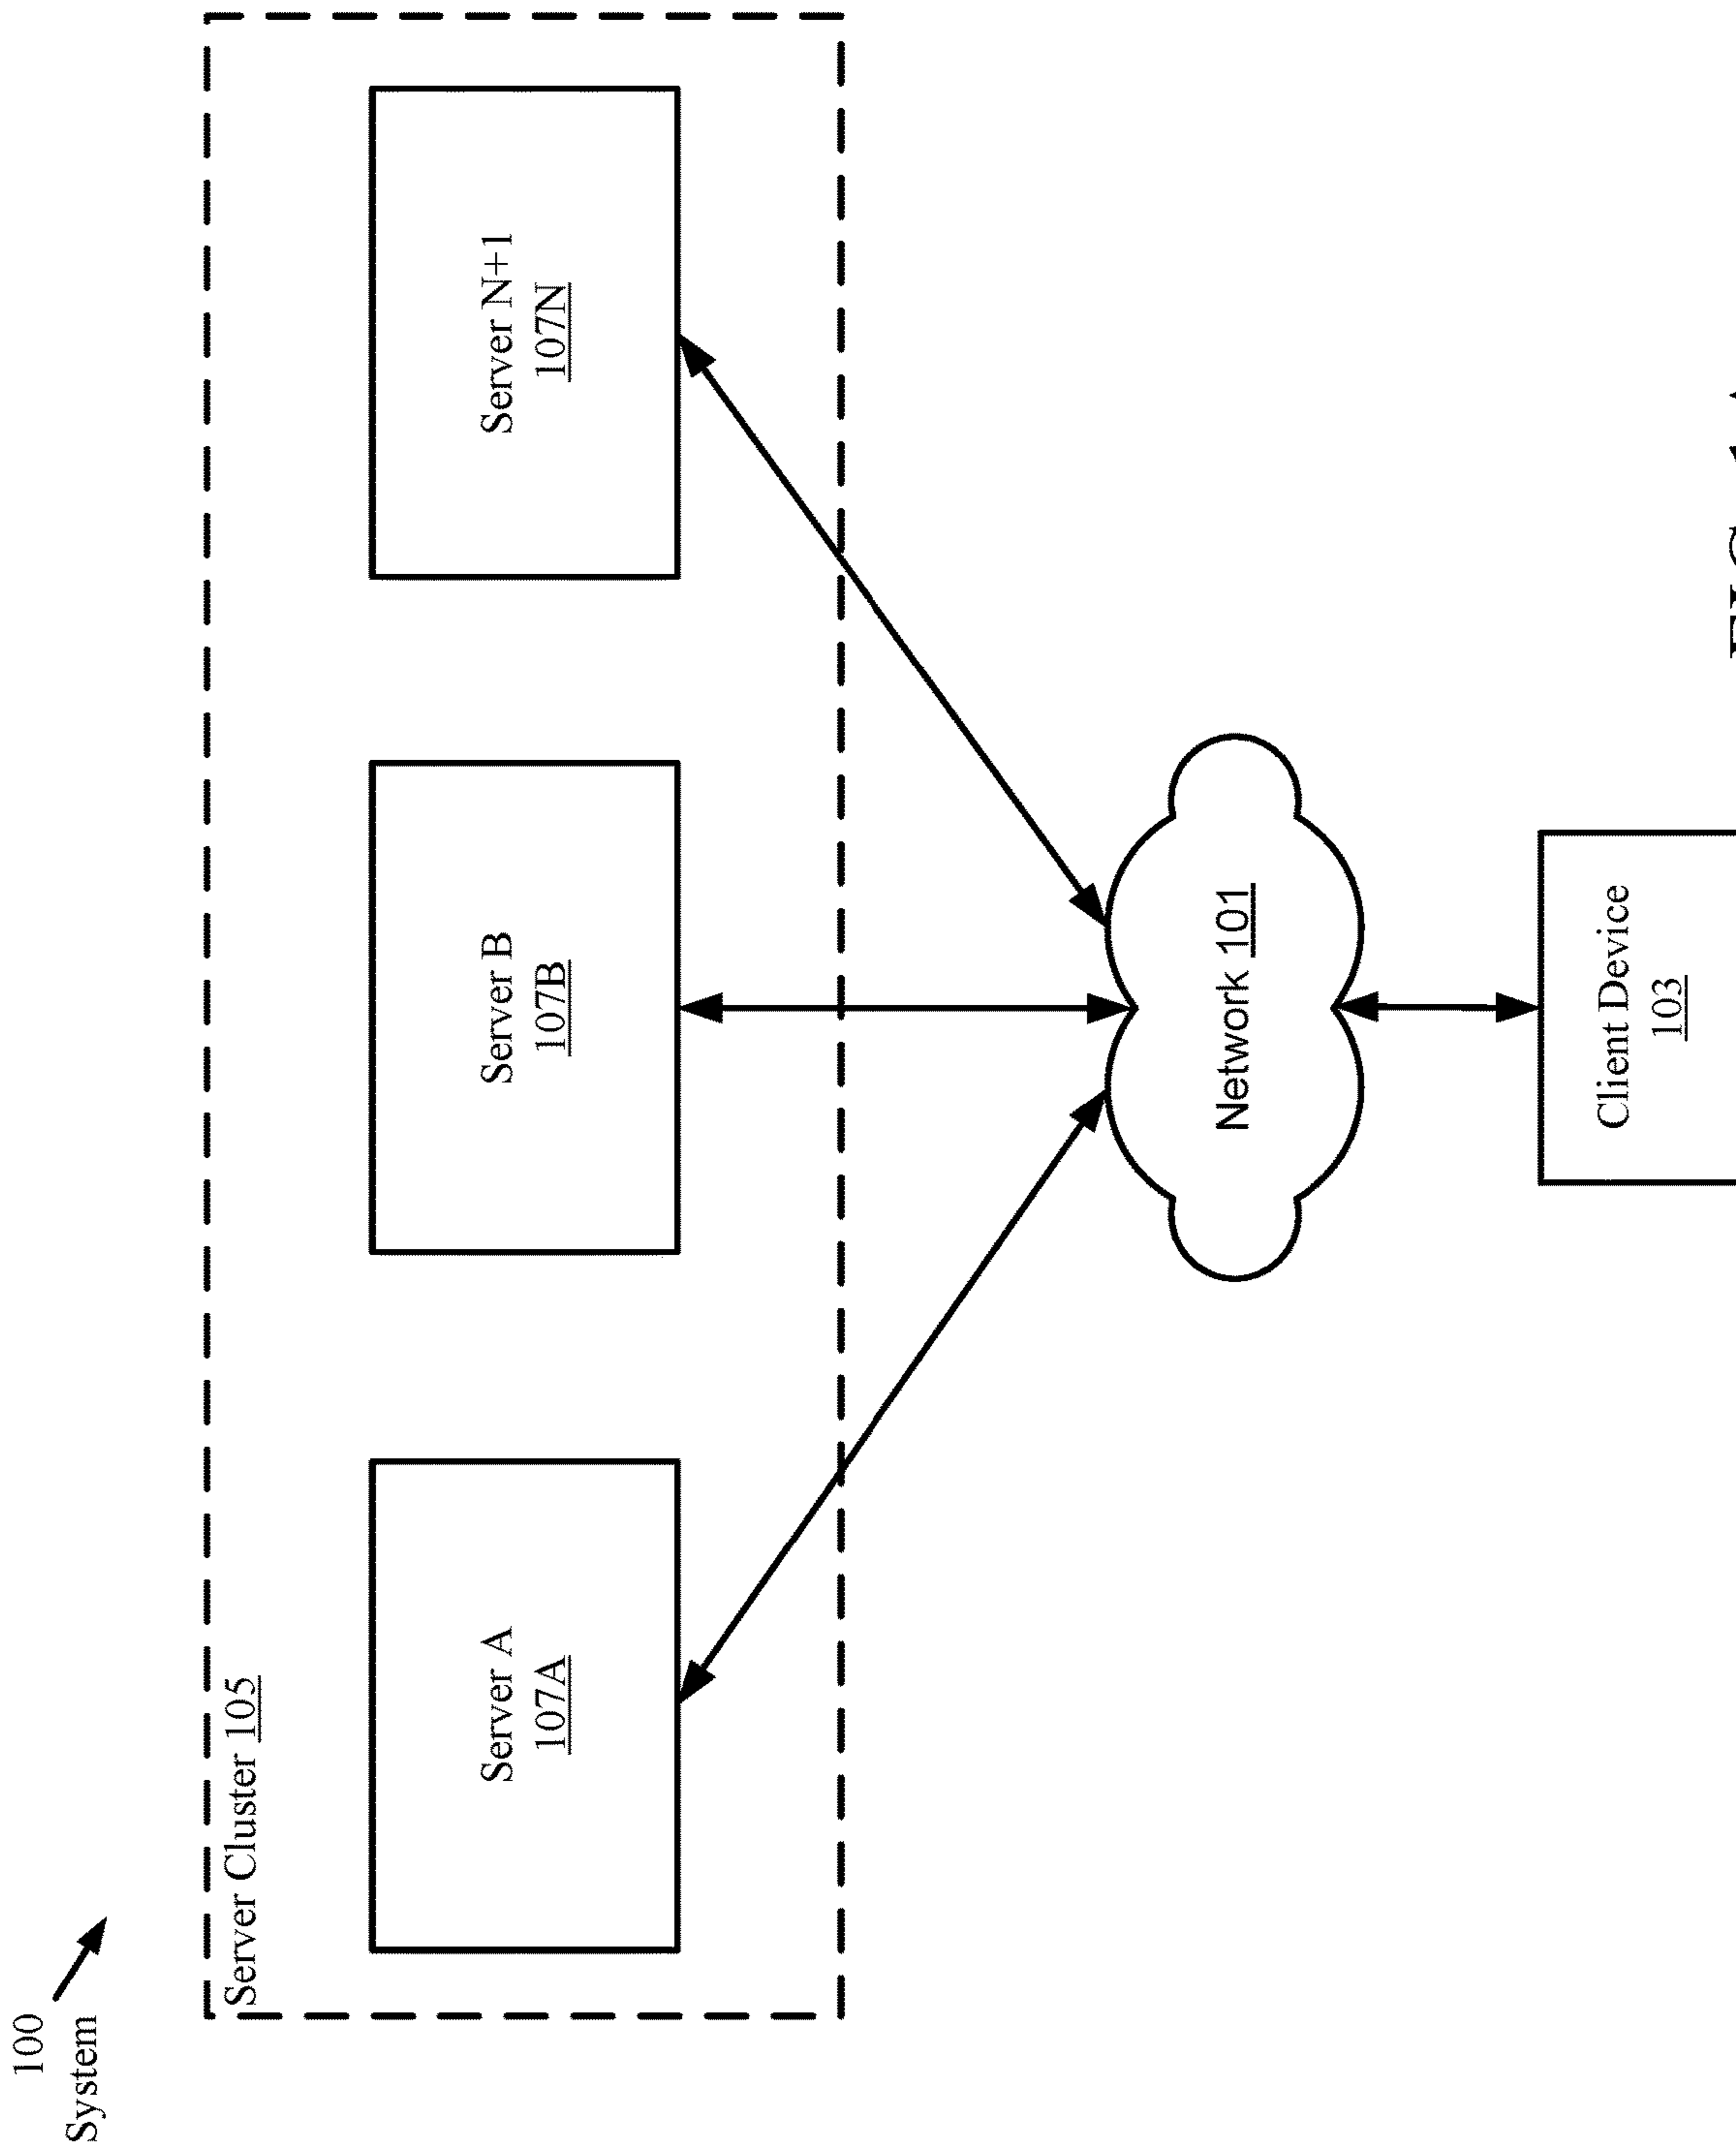 100
System
Server Cluster 105
Server A
107A
Server B
107B
Server N+1
107N
Network 101
Client Device
103